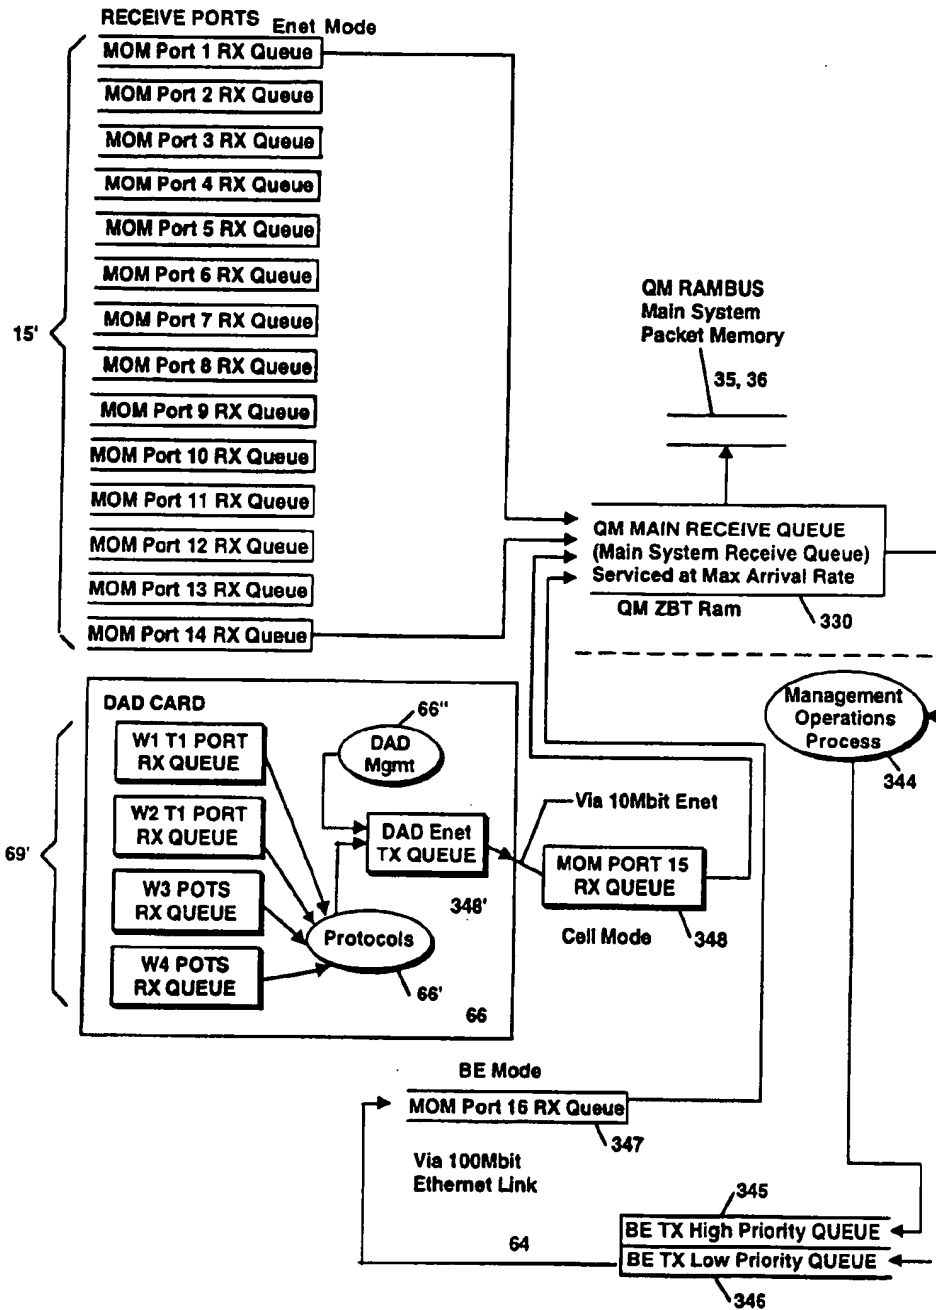 RECEIVE PORTS Enet Mode
MOM Port 1 RX Queue
MOM Port 2 RX Queue
MOM Port 3 RX Queue
MOM Port 4 RX Queue
MOM Port 5 RX Queue
MOM Port 6 RX Queue
MOM Port 7 RX Queue
MOM Port 8 RX Queue
MOM Port 9 RX Queue
MOM Port 10 RX Queue
MOM Port 11 RX Queue
MOM Port 12 RX Queue
MOM Port 13 RX Queue
MOM Port 14 RX Queue
15'
QM RAMBUS
Main System
Packet Memory
35, 36
QM MAIN RECEIVE QUEUE
(Main System Receive Queue)
Serviced at Max Arrival Rate
QM ZBT Ram
330
Management
Operations
Process
344
DAD CARD
69'
W1 T1 PORT
RX QUEUE
W2 T1 PORT
RX QUEUE
W3 POTS
RX QUEUE
W4 POTS
RX QUEUE
66"
DAD
Mgmt
DAD Enet
TX QUEUE
348'
Protocols
66'
66
Via 10Mbit Enet
MOM PORT 15
RX QUEUE
Cell Mode
348
BE Mode
MOM Port 16 RX Queue
347
Via 100Mbit
Ethernet Link
64
345
BE TX High Priority QUEUE
BE TX Low Priority QUEUE
346